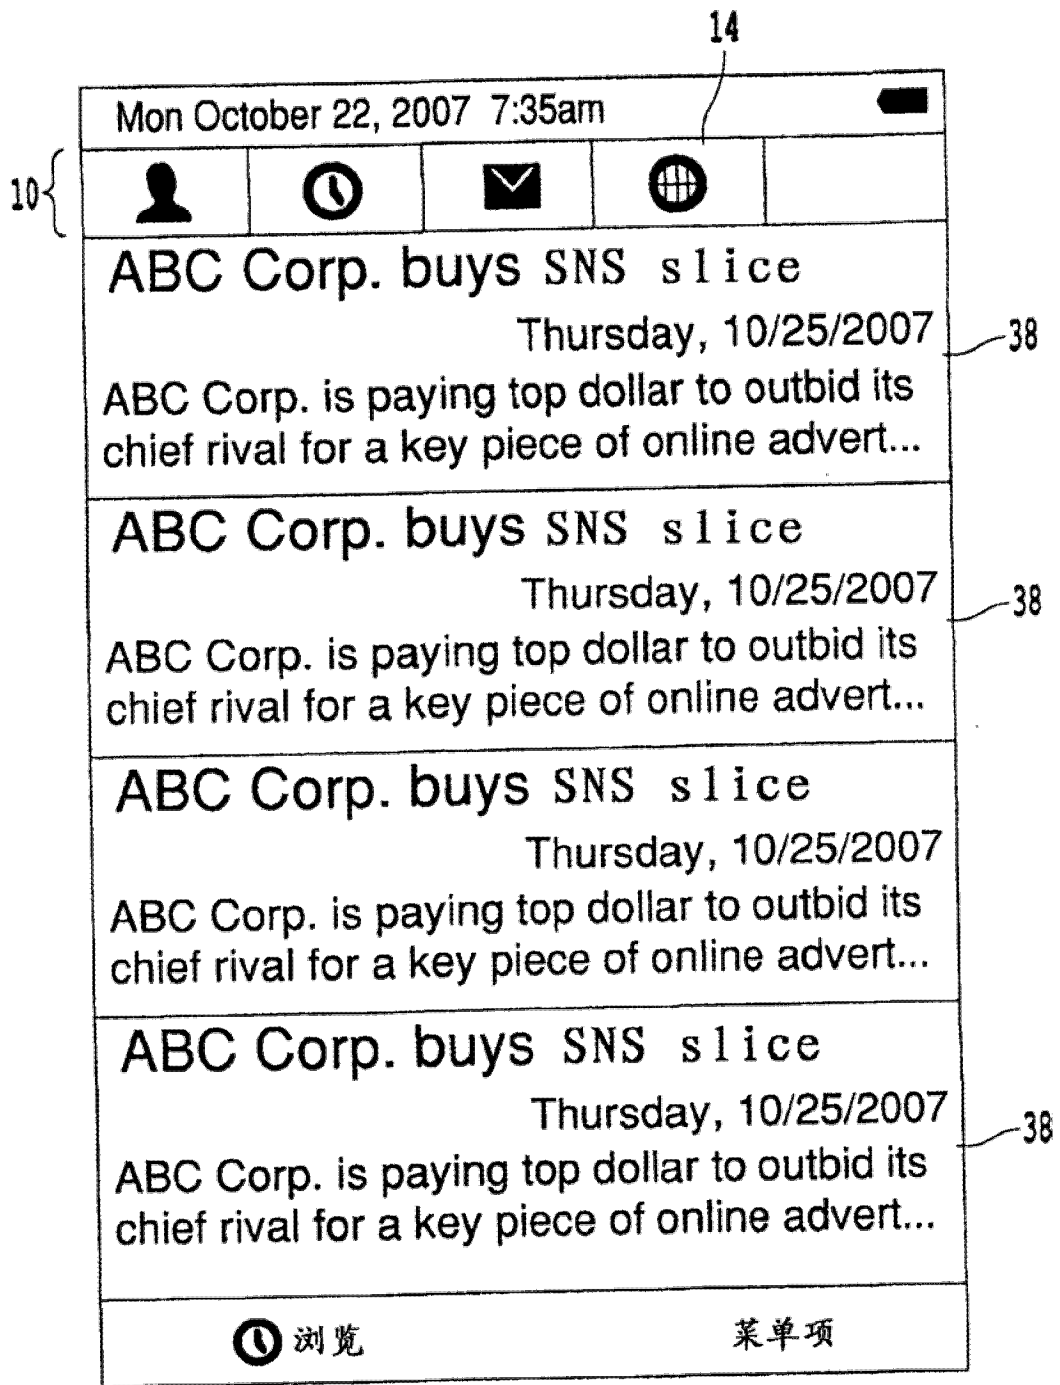 14
Mon October 22, 2007 7:35am
10
ABC Corp. buys SNS slice
Thursday, 10/25/2007
38
ABC Corp. is paying top dollar to outbid its
chief rival for a key piece of online advert...
ABC Corp. buys SNS slice
Thursday, 10/25/2007
38
ABC Corp. is paying top dollar to outbid its
chief rival for a key piece of online advert...
ABC Corp. buys SNS slice
Thursday, 10/25/2007
ABC Corp. is paying top dollar to outbid its
chief rival for a key piece of online advert...
ABC Corp. buys SNS slice
Thursday, 10/25/2007
38
ABC Corp. is paying top dollar to outbid its
chief rival for a key piece of online advert...
浏览 菜单项